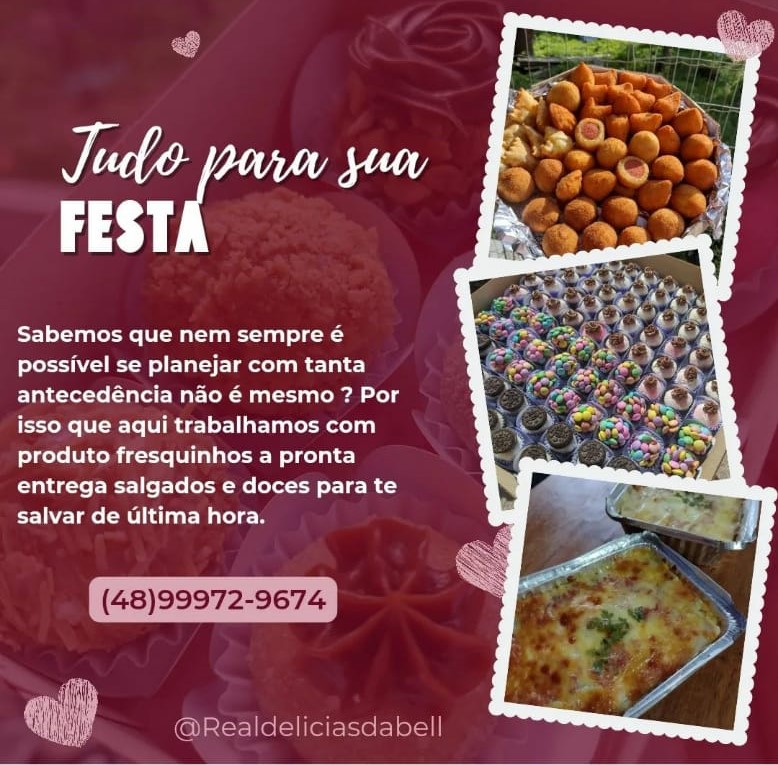 Tudo para sua
FESTA
Sabemos que nem sempre é
possível se planejar com tanta
antecedência não é mesmo ? Por
isso que aqui trabalhamos com
produto fresquinhos a pronta
entrega salgados e doces para te
salvar de última hora.
(48)99972-9674
@Realdeliciasdabell